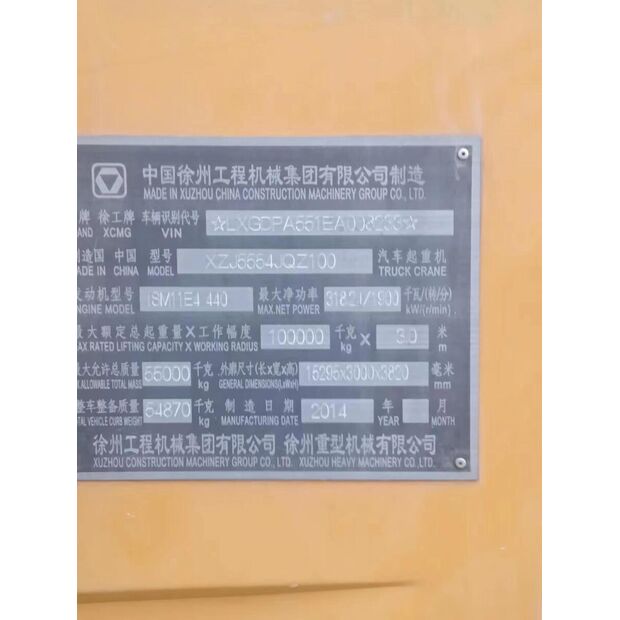 中国徐州工程机械集团有限公司制造
MADE IN XUZHOU CHINA CONSTRUCTION MACHINERY GROUP CO., LTD.
牌 徐工牌 车辆识别代号
AND XCMG VIN
制造国 中国 型号 XZJ5554JQZ100 汽车起重机
MADE IN CHINA MODEL TRUCK CRANE
发动机型号 ISM11E4 440 最大净功率 千瓦/(转/分)
ENGINE MODEL MAX.NET POWER kW/(r/min)
最大额定总起重量×工作幅度 100000 千克 × 3.0 米
MAX RATED LIFTING CAPACITY × WORKING RADIUS kg m
最大允许总质量 55000 千克 外廓尺寸(长×宽×高) 15295×3000×3820 毫米
ALLOWABLE TOTAL MASS kg GENERAL DIMENSIONS(LxWxH) mm
整车整备质量 54870 千克 制造日期 2014 年 月
TOTAL VEHICLE CURB WEIGHT kg MANUFACTURING DATE YEAR MONTH
徐州工程机械集团有限公司 徐州重型机械有限公司
XUZHOU CONSTRUCTION MACHINERY GROUP CO., LTD. XUZHOU HEAVY MACHINERY CO., LTD.